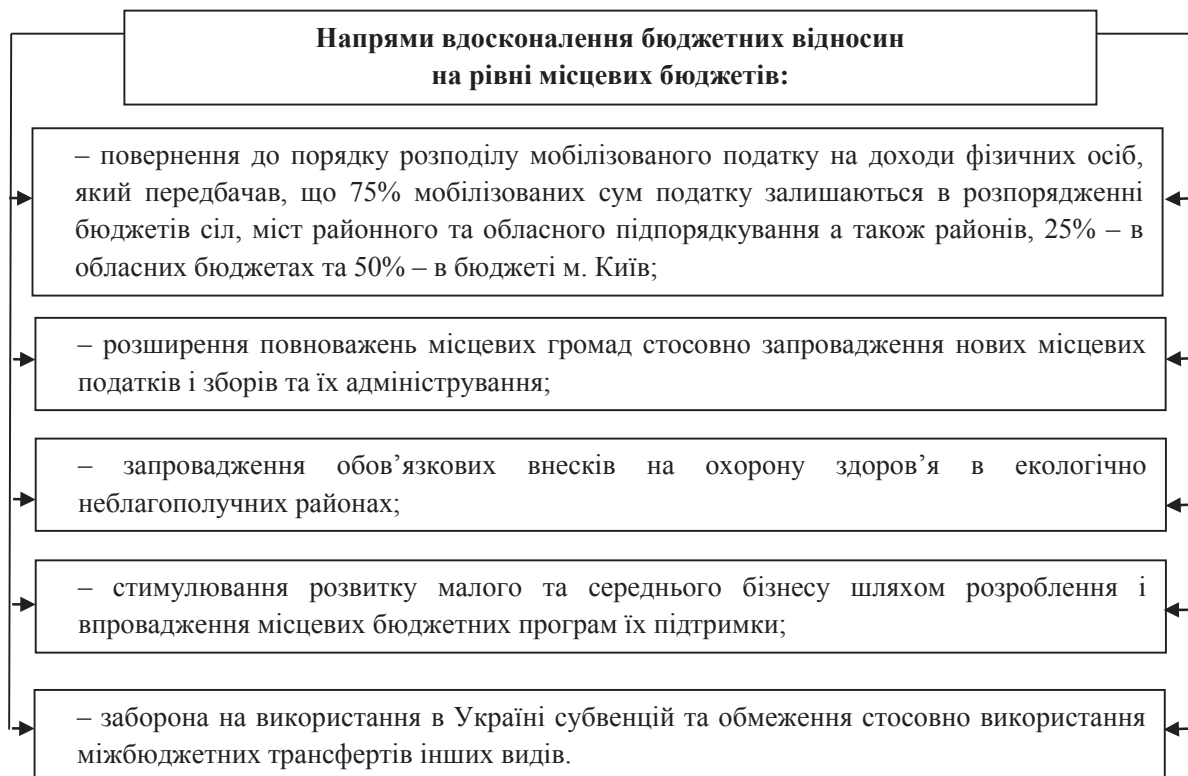 Напрями вдосконалення бюджетних відносин
на рівні місцевих бюджетів:
– повернення до порядку розподілу мобілізованого податку на доходи фізичних осіб,
який передбачав, що 75% мобілізованих сум податку залишаються в розпорядженні
бюджетів сіл, міст районного та обласного підпорядкування а також районів, 25% – в
обласних бюджетах та 50% – в бюджеті м. Київ;
– розширення повноважень місцевих громад стосовно запровадження нових місцевих
податків і зборів та їх адміністрування;
– запровадження обов’язкових внесків на охорону здоров’я в екологічно
неблагополучних районах;
– стимулювання розвитку малого та середнього бізнесу шляхом розроблення і
впровадження місцевих бюджетних програм їх підтримки;
– заборона на використання в Україні субвенцій та обмеження стосовно використання
міжбюджетних трансфертів інших видів.